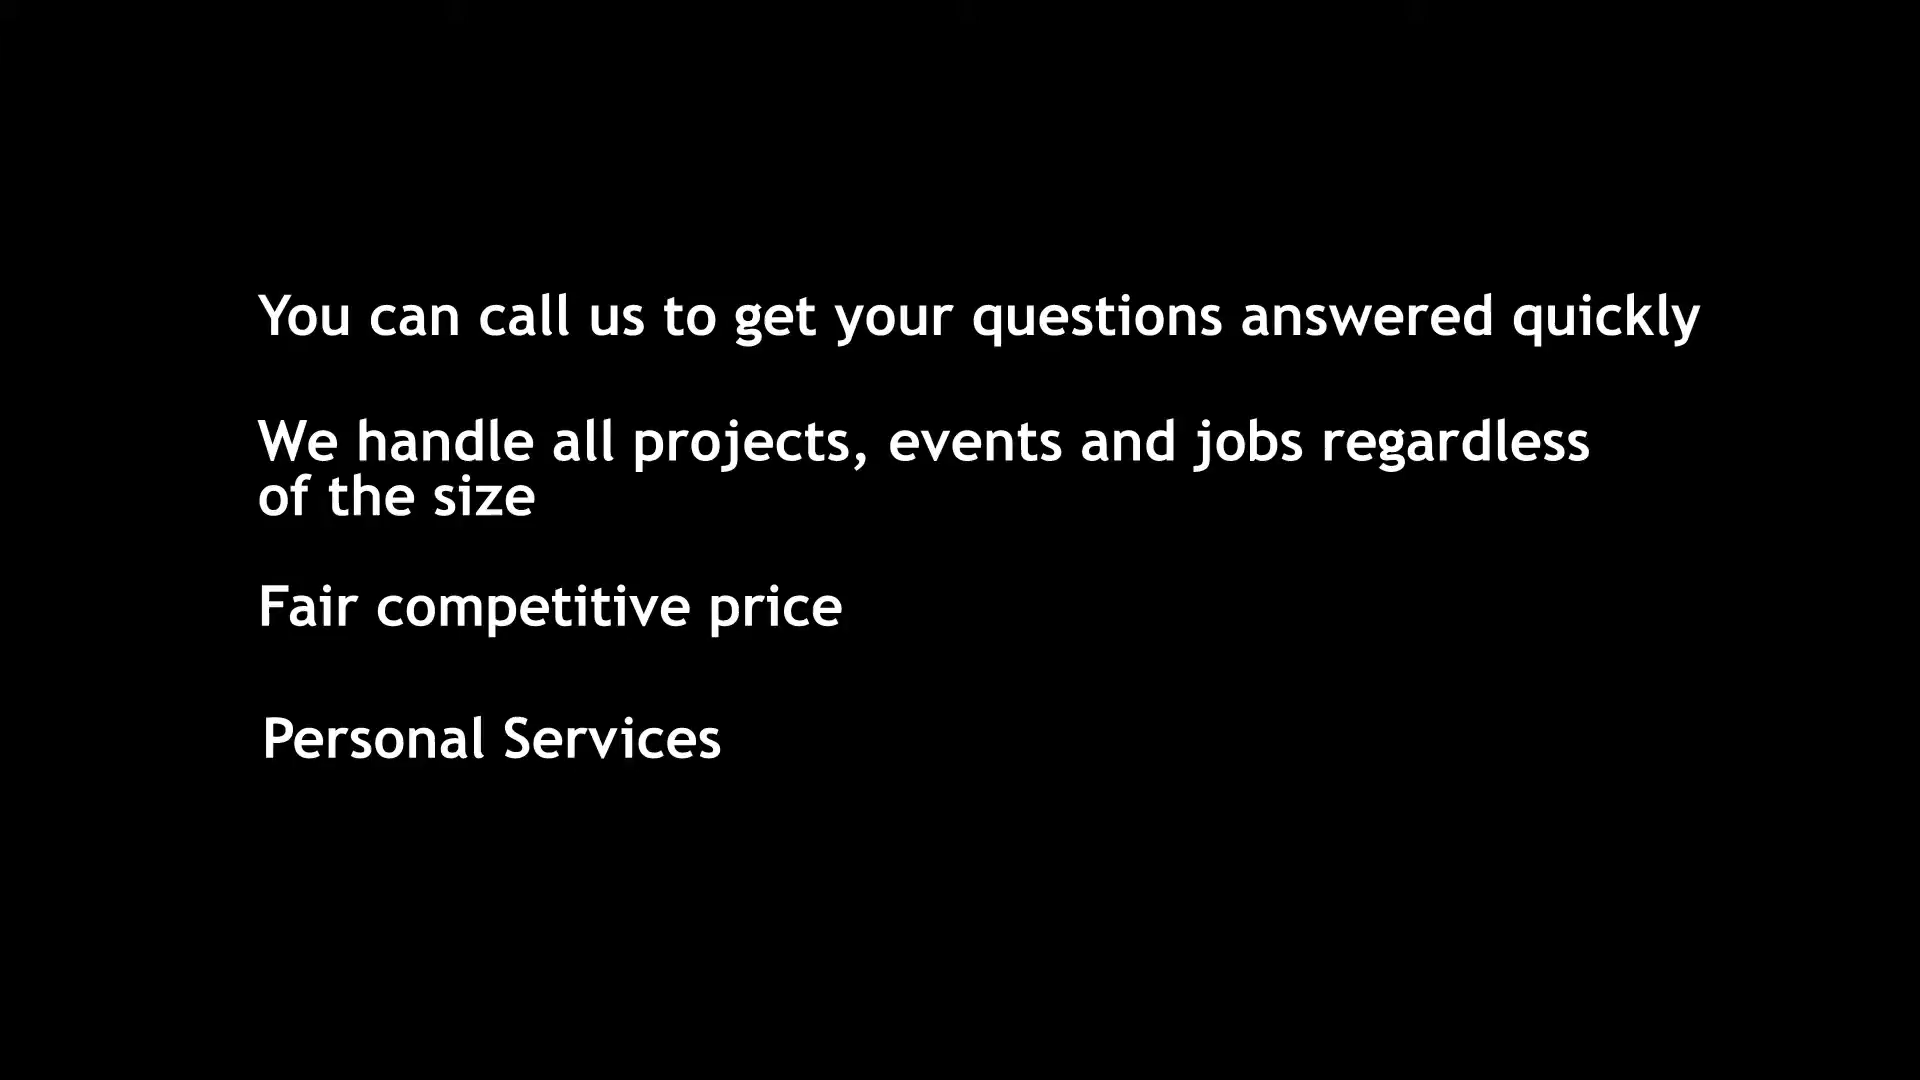 You can call us to get your questions answered quickly
We handle all projects, events and jobs regardless
of the size
Fair competitive price
Personal Services